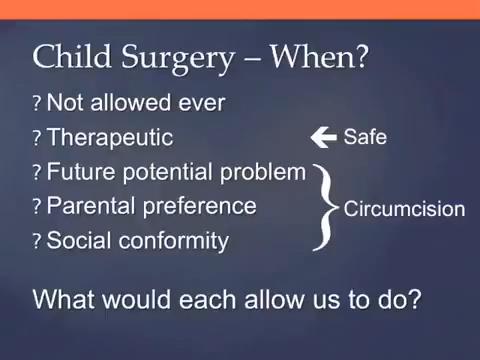 Child Surgery – When?
? Not allowed ever
? Therapeutic
Safe
? Future potential problem
? Parental preference
Circumcision
? Social conformity
What would each allow us to do?